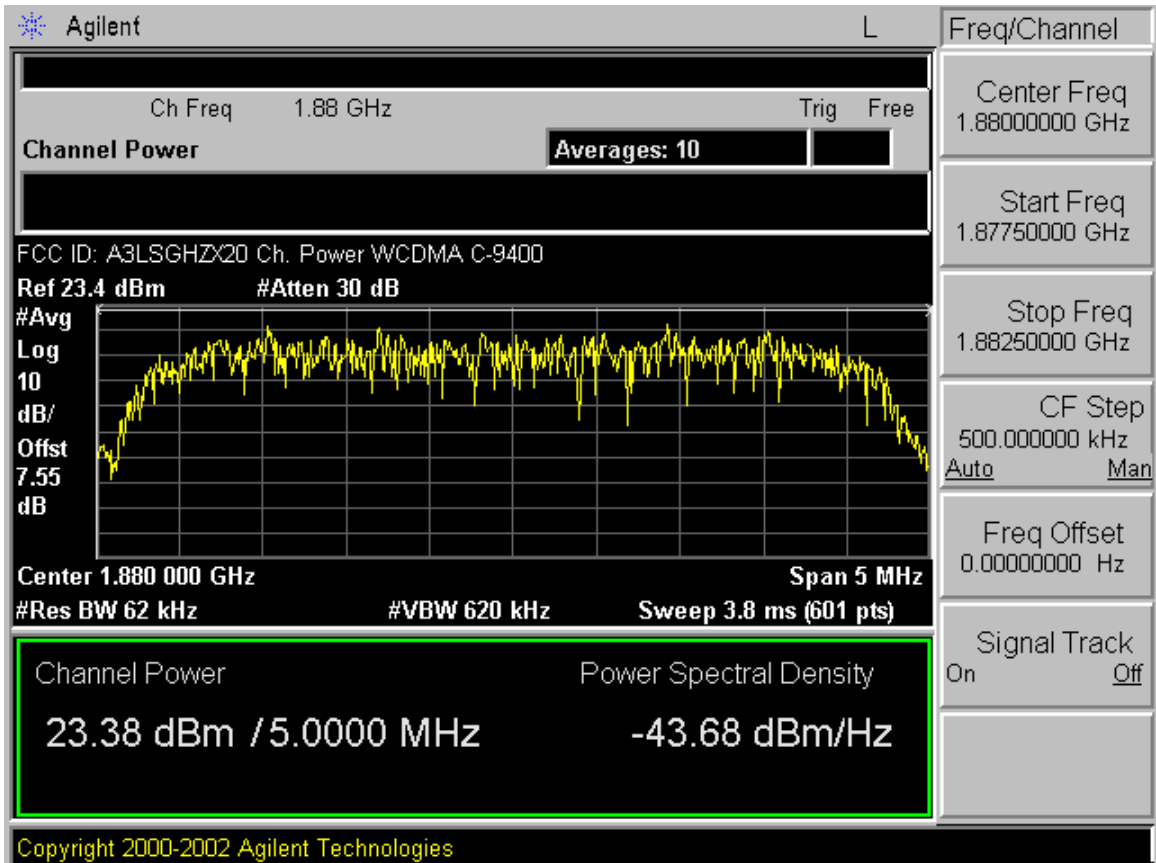 Agilent L
Freq/Channel
Ch Freq 1.88 GHz Trig Free
Channel Power Averages: 10
FCC ID: A3LSGHZX20 Ch. Power WCDMA C-9400
Ref 23.4 dBm #Atten 30 dB
#Avg
Log
10
dB/
Offst
7.55
dB
Center 1.880 000 GHz Span 5 MHz
#Res BW 62 kHz #VBW 620 kHz Sweep 3.8 ms (601 pts)
Channel Power Power Spectral Density
23.38 dBm /5.0000 MHz -43.68 dBm/Hz
Copyright 2000-2002 Agilent Technologies
Center Freq
1.88000000 GHz
Start Freq
1.87750000 GHz
Stop Freq
1.88250000 GHz
CF Step
500.000000 kHz
Auto Man
Freq Offset
0.00000000 Hz
Signal Track
On Off